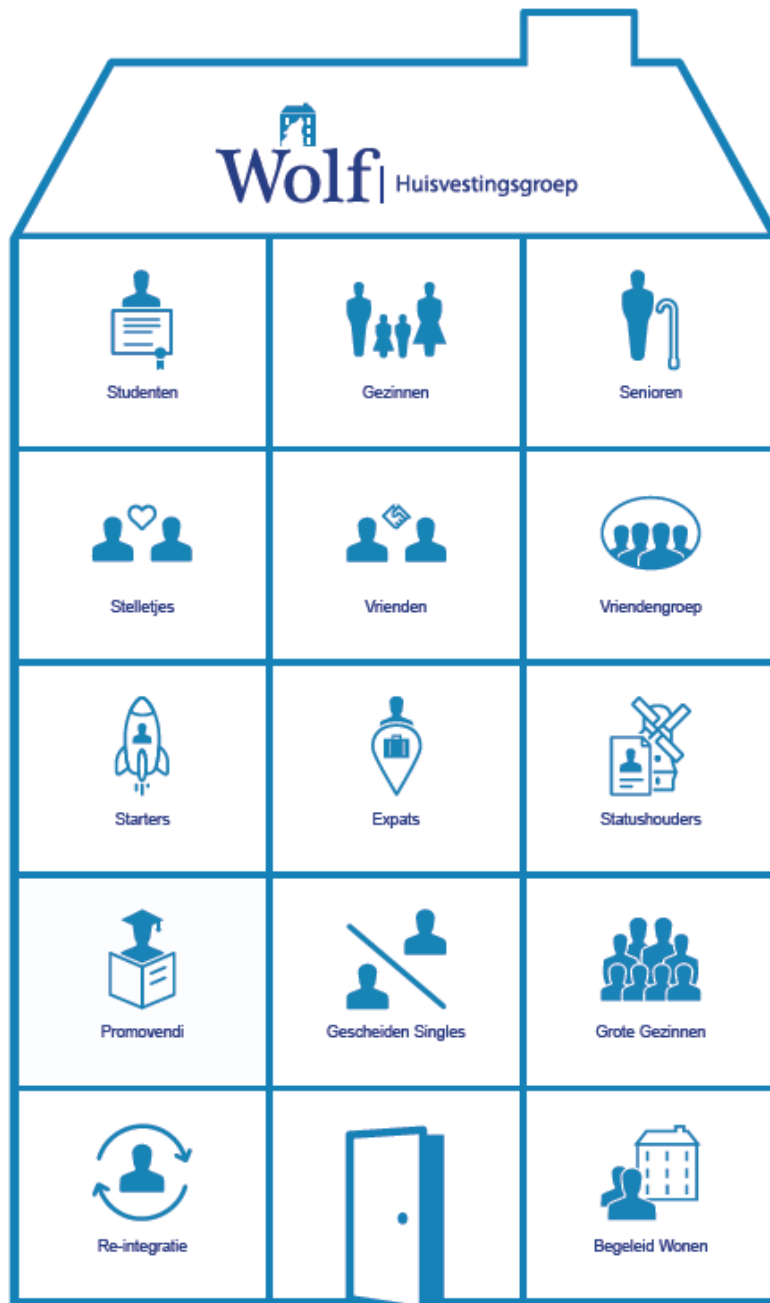 Wolf | Huisvestingsgroep
Studenten
Gezinnen
Senioren
Stelletjes
Vrienden
Vriendengroep
Starters
Expats
Statushouders
Promovendi
Gescheiden Singles
Grote Gezinnen
Re-integratie
Begeleid Wonen